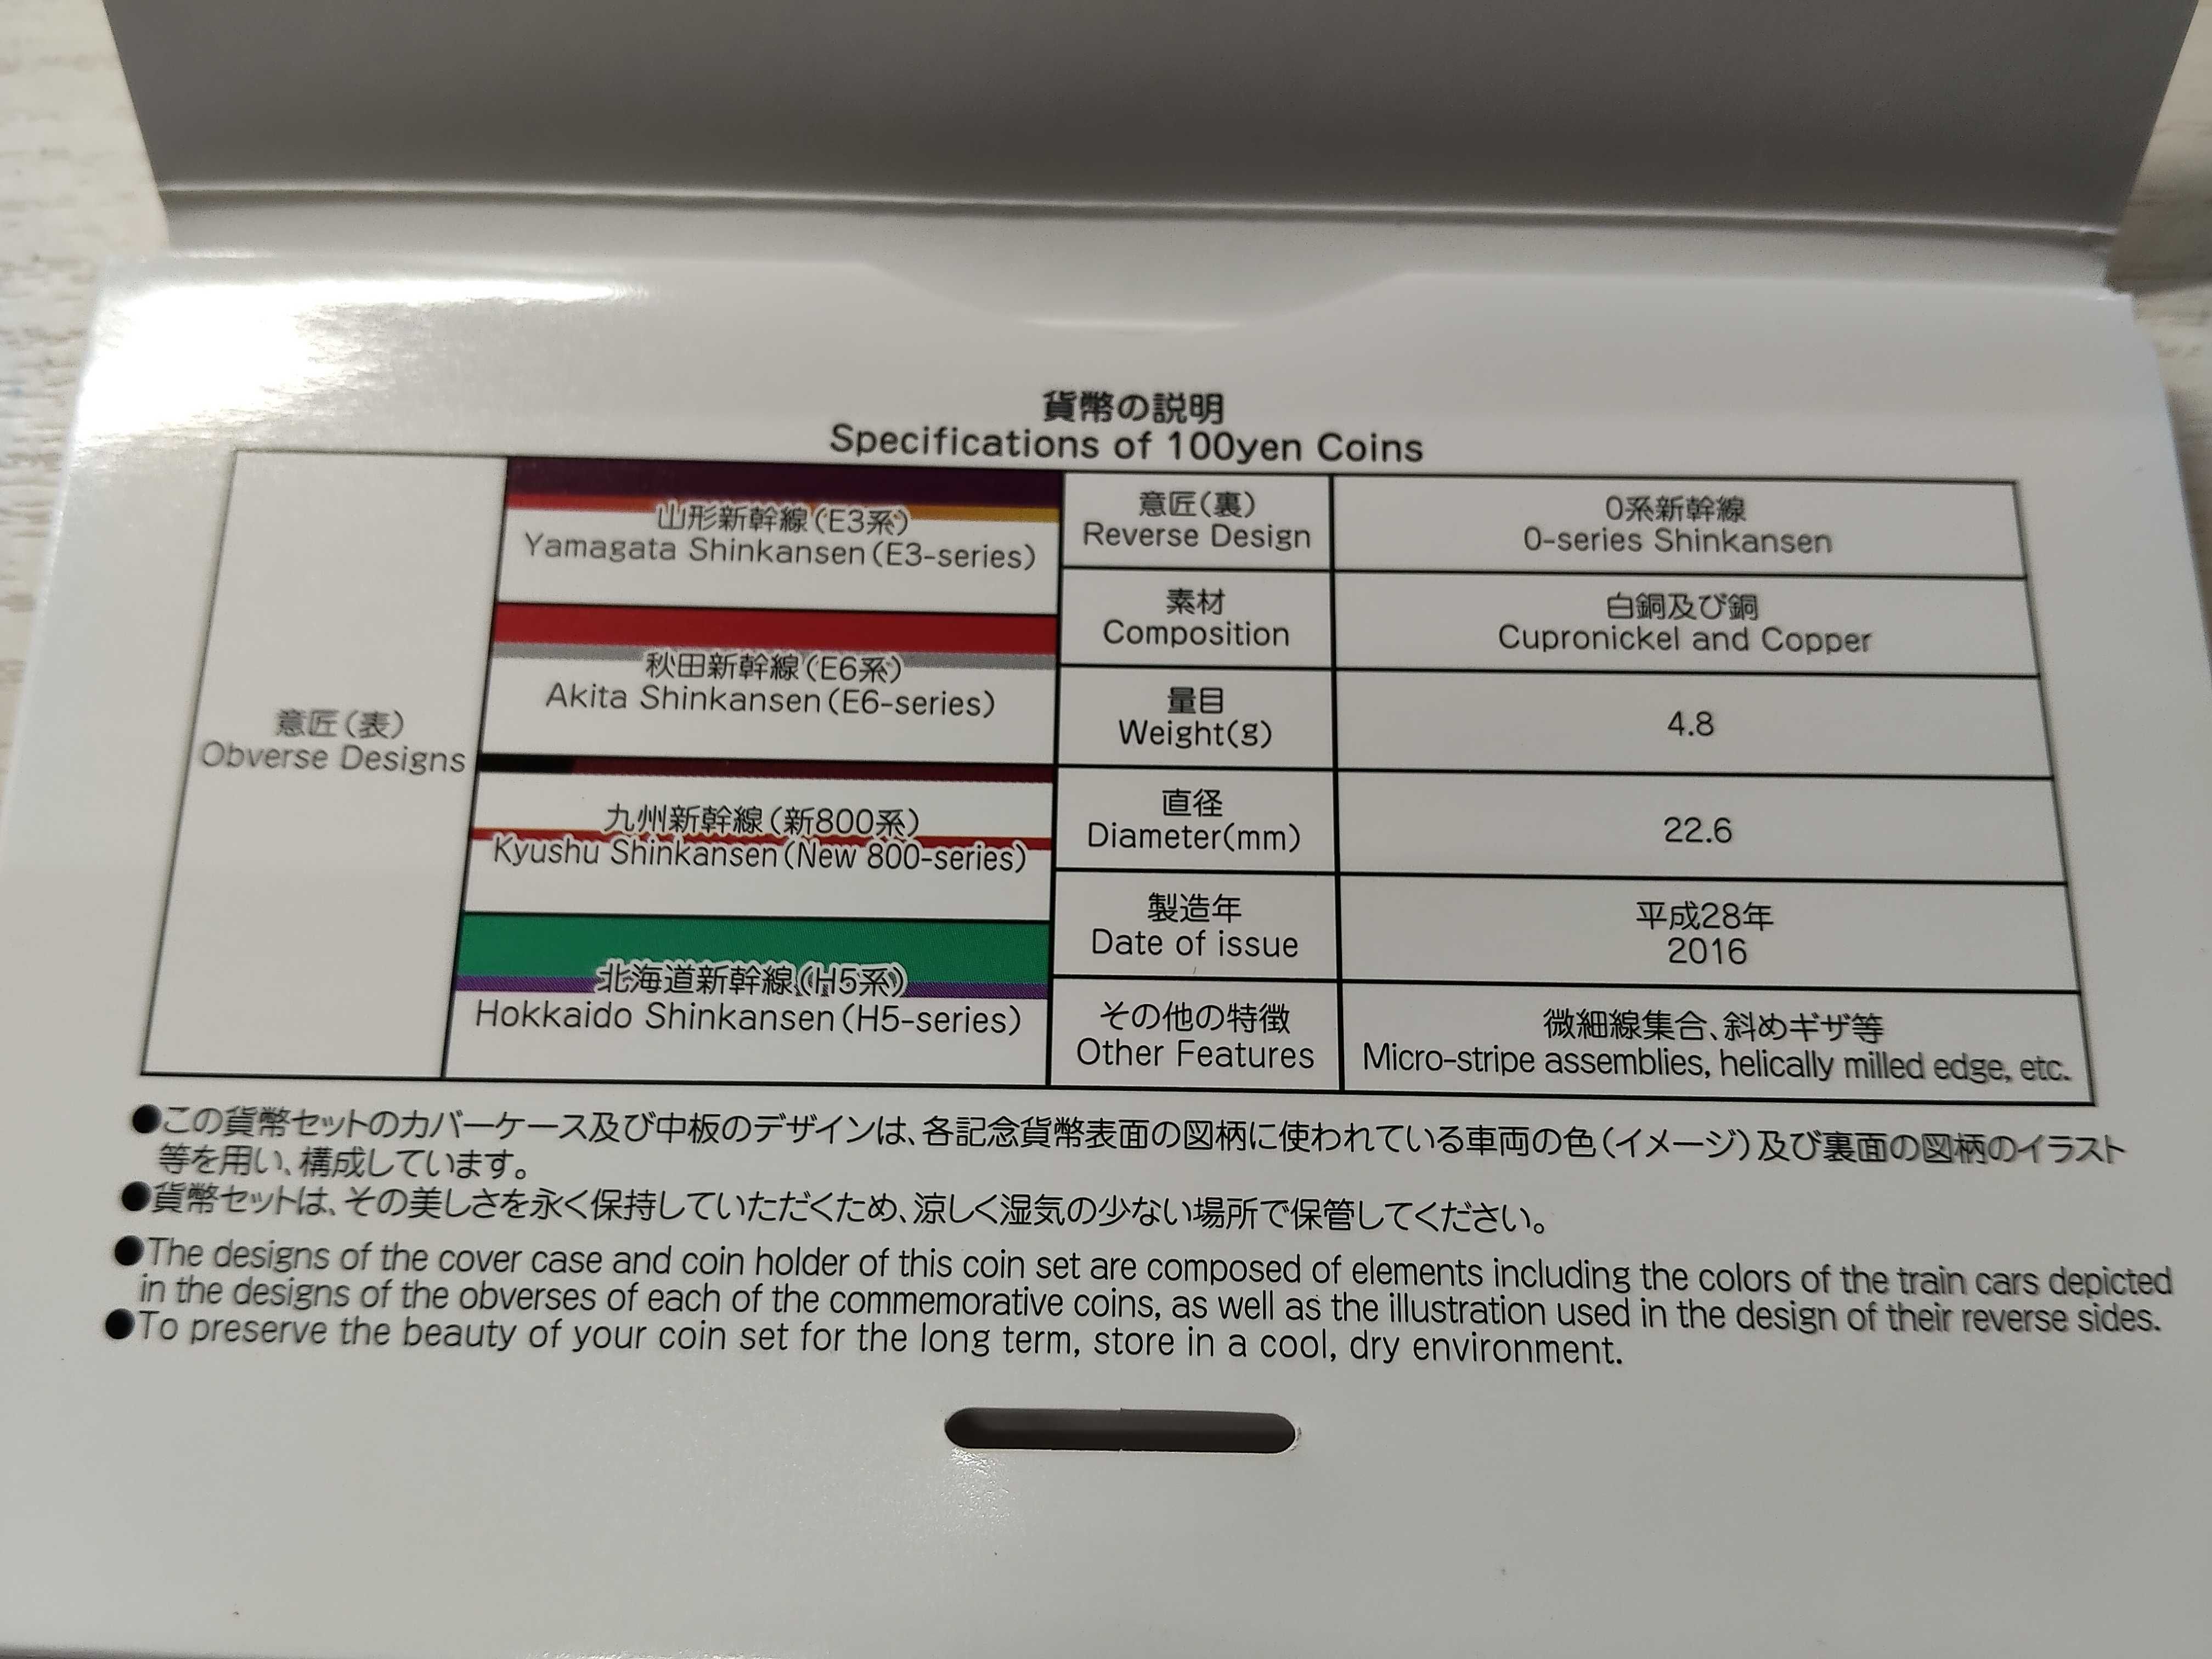 貨幣の説明
Specifications of 100yen Coins
意匠(表)
Obverse Designs
山形新幹線(E3系)
Yamagata Shinkansen(E3-series)
秋田新幹線(E6系)
Akita Shinkansen(E6-series)
九州新幹線(新800系)
Kyushu Shinkansen(New 800-series)
北海道新幹線(H5系)
Hokkaido Shinkansen(H5-series)
意匠(裏)
Reverse Design
0系新幹線
0-series Shinkansen
素材
Composition
白銅及び銅
Cupronickel and Copper
量目
Weight(g)
4.8
直径
Diameter(mm)
22.6
製造年
Date of issue
平成28年
2016
その他の特徴
Other Features
微細線集合、斜めギザ等
Micro-stripe assemblies, helically milled edge, etc.
●この貨幣セットのカバーケース及び中板のデザインは、各記念貨幣表面の図柄に使われている車両の色(イメージ)及び裏面の図柄のイラスト
等を用い、構成しています。
●貨幣セットは、その美しさを永く保持していただくため、涼しく湿気の少ない場所で保管してください。
●The designs of the cover case and coin holder of this coin set are composed of elements including the colors of the train cars depicted
in the designs of the obverses of each of the commemorative coins, as well as the illustration used in the design of their reverse sides.
●To preserve the beauty of your coin set for the long term, store in a cool, dry environment.